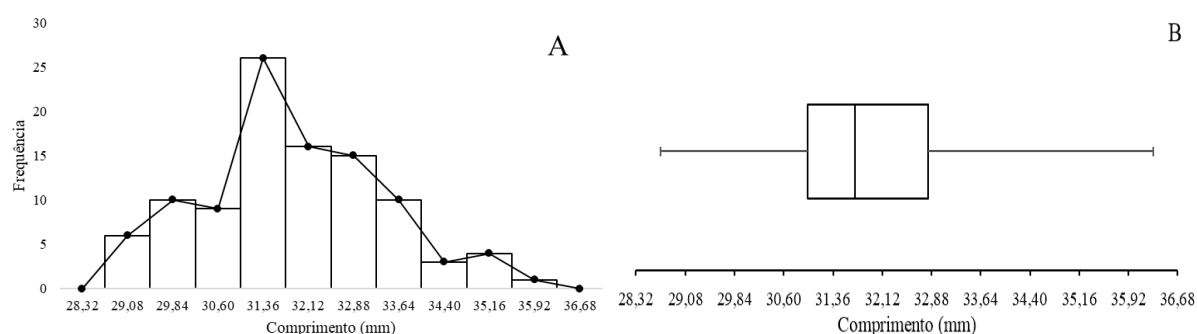 A
30
25
20
15
10
5
0
Frequência
28,32 29,08 29,84 30,60 31,36 32,12 32,88 33,64 34,40 35,16 35,92 36,68
Comprimento (mm)
B
28,32 29,08 29,84 30,60 31,36 32,12 32,88 33,64 34,40 35,16 35,92 36,68
Comprimento (mm)